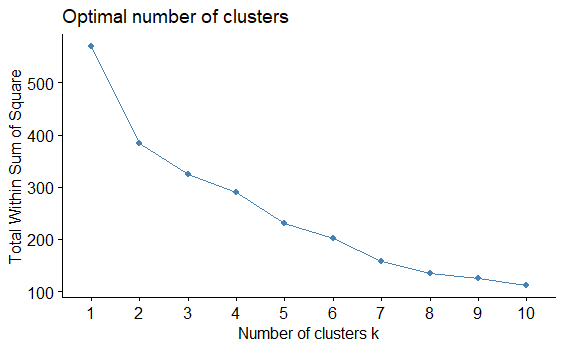 Optimal number of clusters
Total Within Sum of Square
500
400
300
200
100
1 2 3 4 5 6 7 8 9 10
Number of clusters k